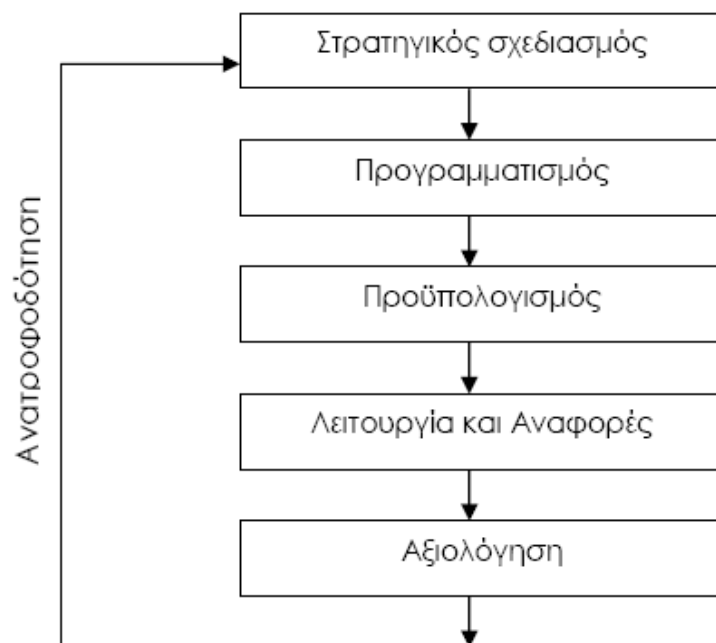 Στρατηγικός σχεδιασμός
Προγραμματισμός
Προϋπολογισμός
Λειτουργία και Αναφορές
Αξιολόγηση
Ανατροφοδότηση